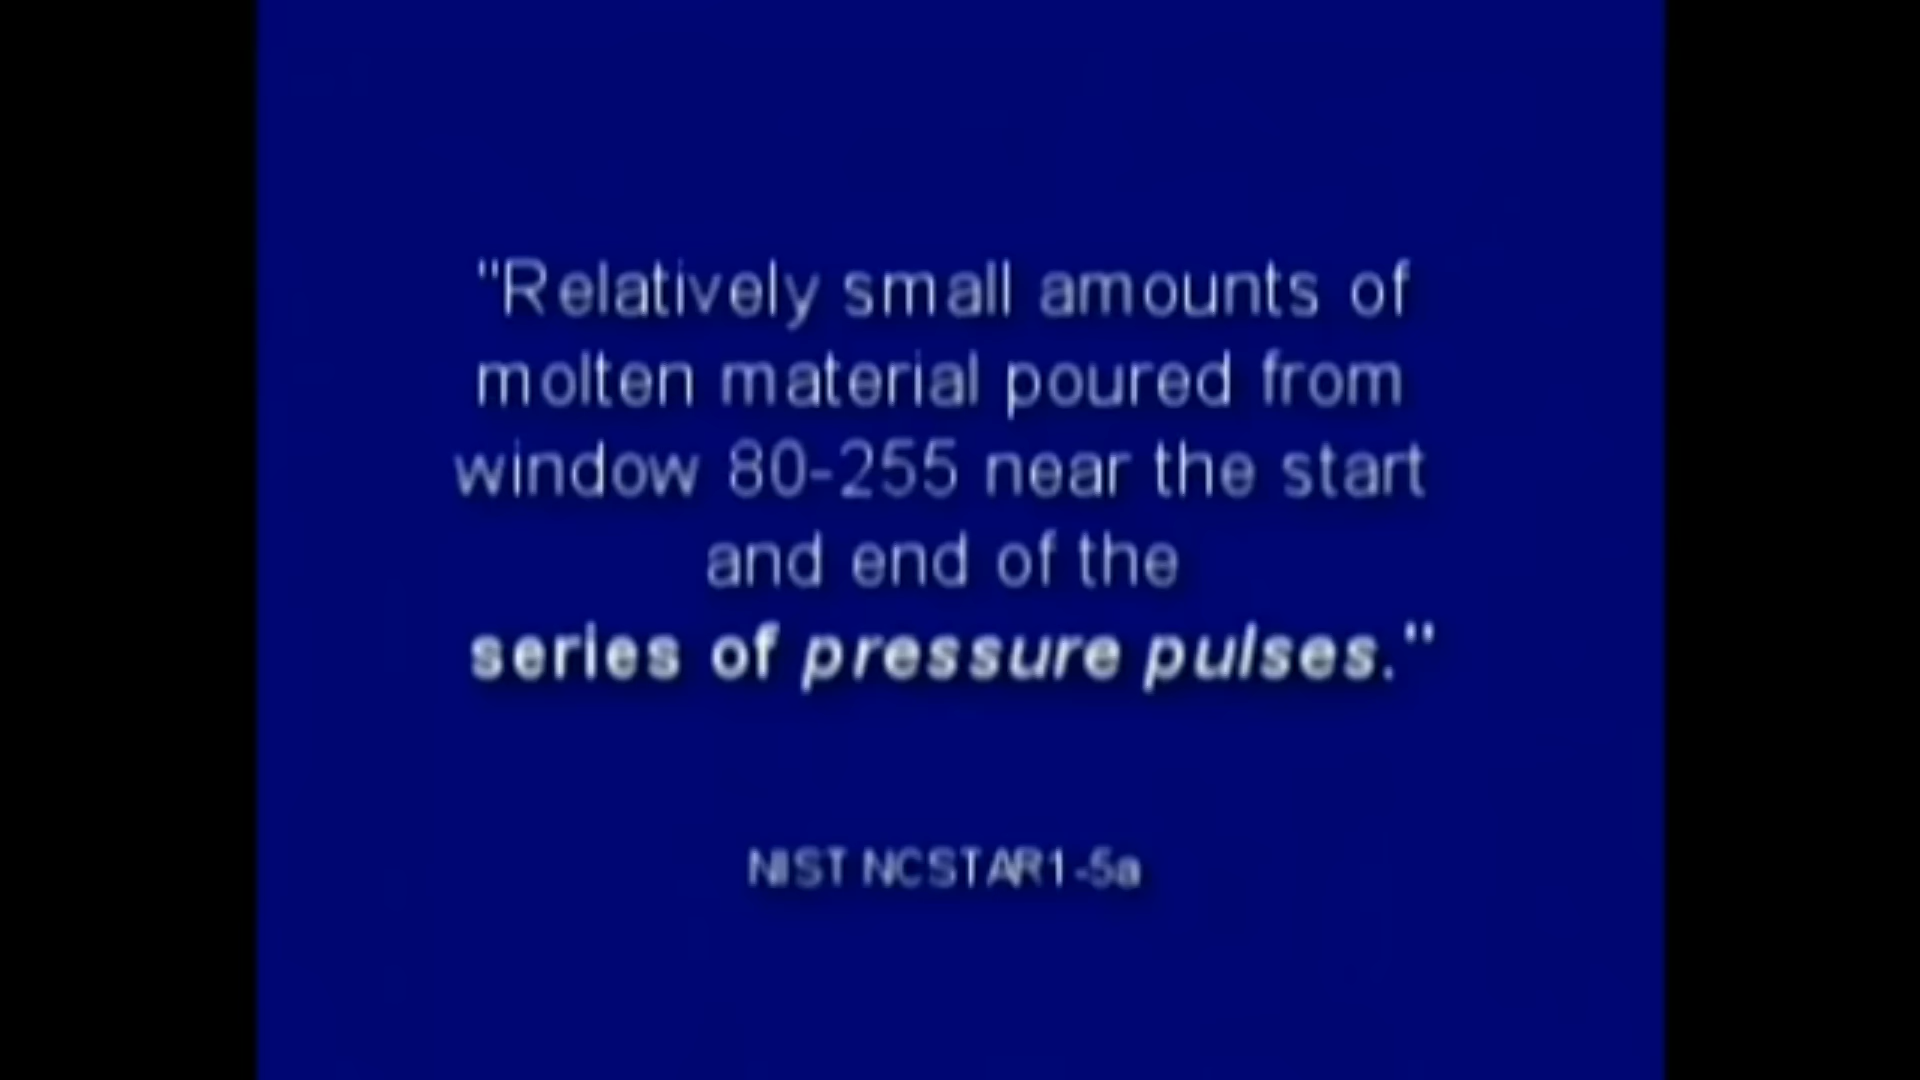 "Relatively small amounts of
molten material poured from
window 80-255 near the start
and end of the
series of pressure pulses."
NIST NCSTAR1-5a